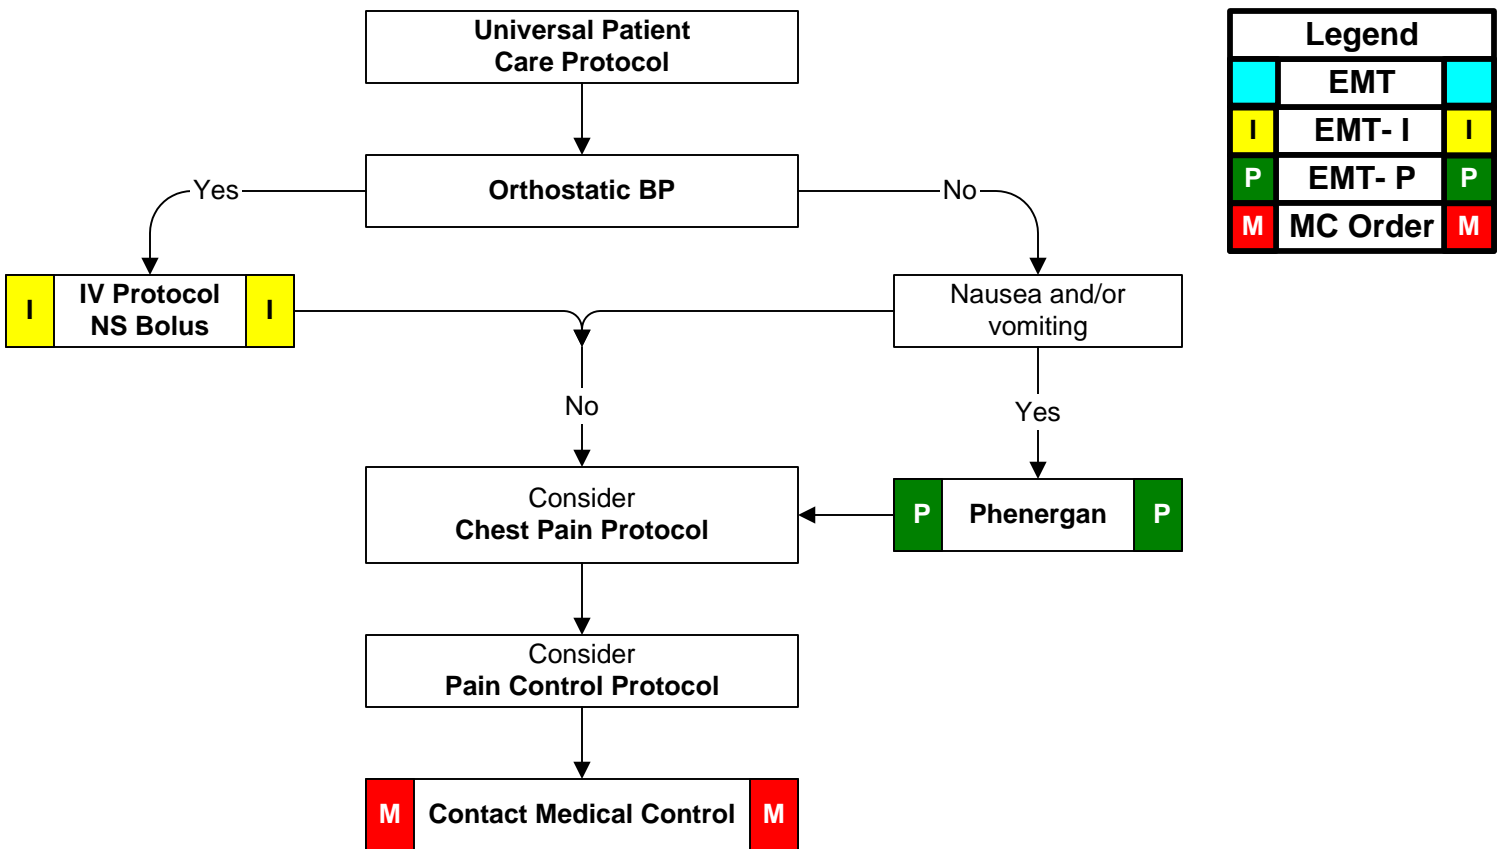 Universal Patient
Care Protocol
Legend
EMT
I EMT- I I
P EMT- P P
M MC Order M
Orthostatic BP
Yes
No
I IV Protocol I
NS Bolus
Nausea and/or
vomiting
No
Yes
Consider
Chest Pain Protocol
P Phenergan P
Consider
Pain Control Protocol
M Contact Medical Control M